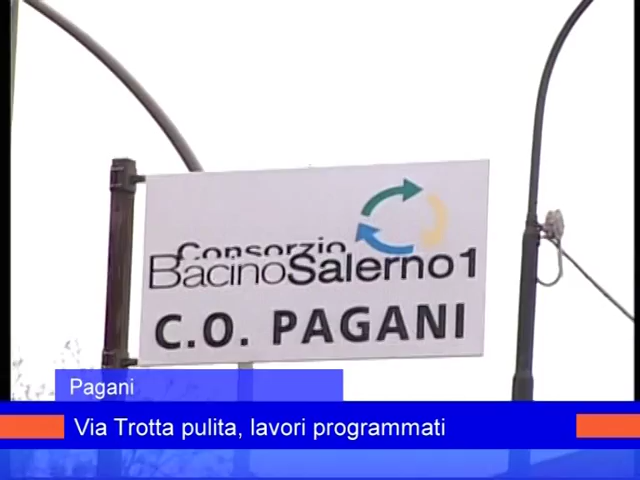 Consorzio
BacinoSalerno1
C.O. PAGANI
Pagani
Via Trotta pulita, lavori programmati